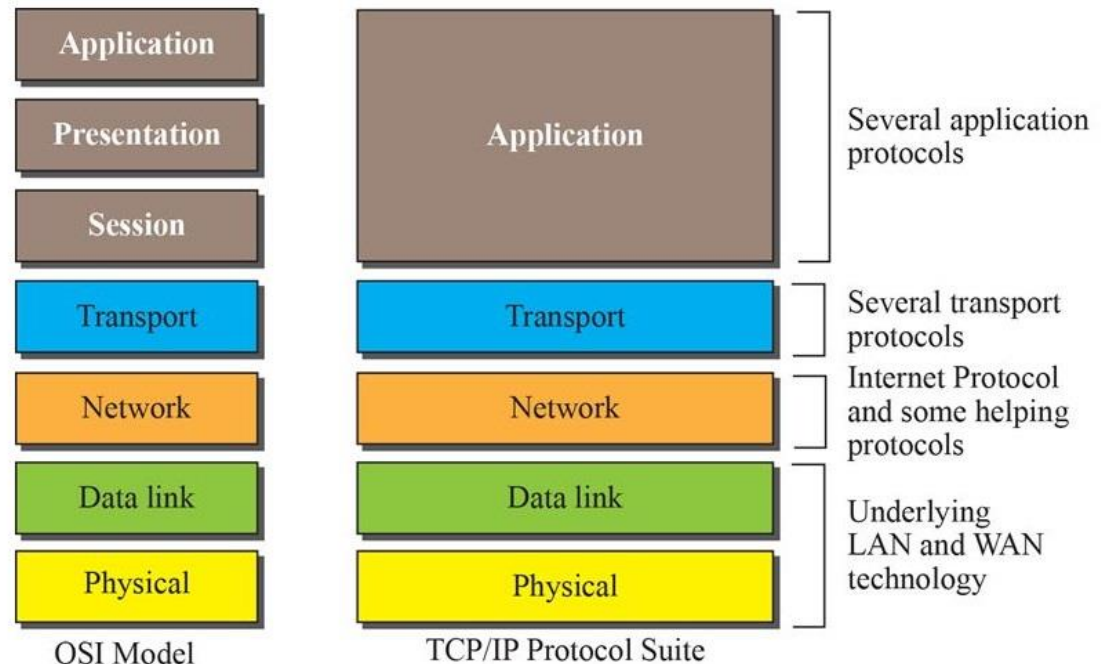 Application
Presentation
Session
Transport
Network
Data link
Physical
OSI Model
Application
Transport
Network
Data link
Physical
TCP/IP Protocol Suite
Several application
protocols
Several transport
protocols
Internet Protocol
and some helping
protocols
Underlying
LAN and WAN
technology